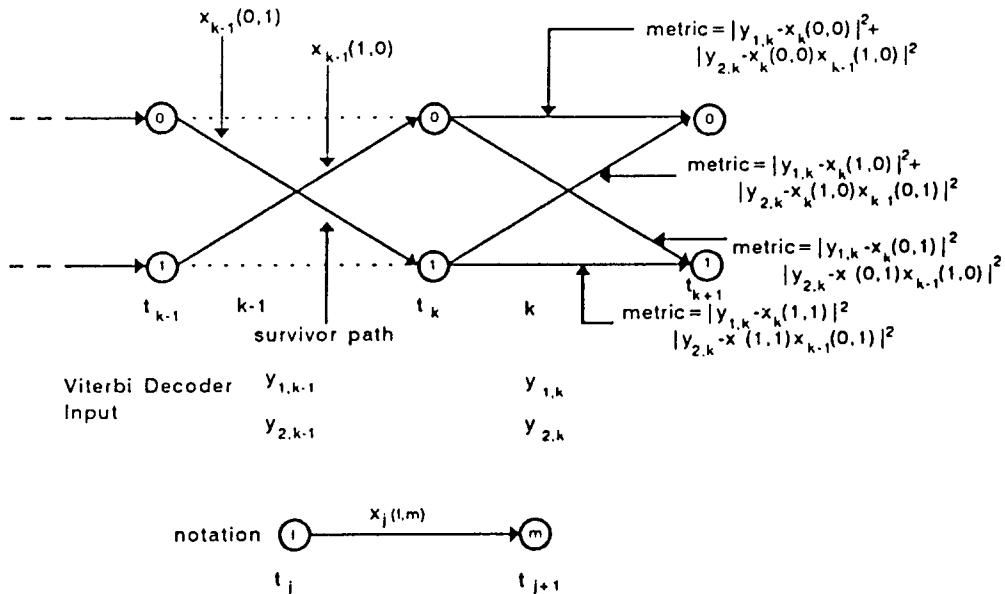 x_{k-1}(0,1)
x_{k-1}(1,0)
metric = |y_{1,k}-x_k(0,0)|^2+
|y_{2,k}-x_k(0,0)x_{k-1}(1,0)|^2
0
0
0
metric = |y_{1,k}-x_k(1,0)|^2+
|y_{2,k}-x_k(1,0)x_{k-1}(0,1)|^2
metric = |y_{1,k}-x_k(0,1)|^2
|y_{2,k}-x (0,1)x_{k-1}(1,0)|^2
1
1
1
t_{k-1}
k-1
t_k
k
t_{k+1}
metric = |y_{1,k}-x_k(1,1)|^2
|y_{2,k}-x (1,1)x_{k-1}(0,1)|^2
survivor path
Viterbi Decoder
Input
y_{1,k-1}
y_{1,k}
y_{2,k-1}
y_{2,k}
notation
l
x_j(l,m)
m
t_j
t_{j+1}